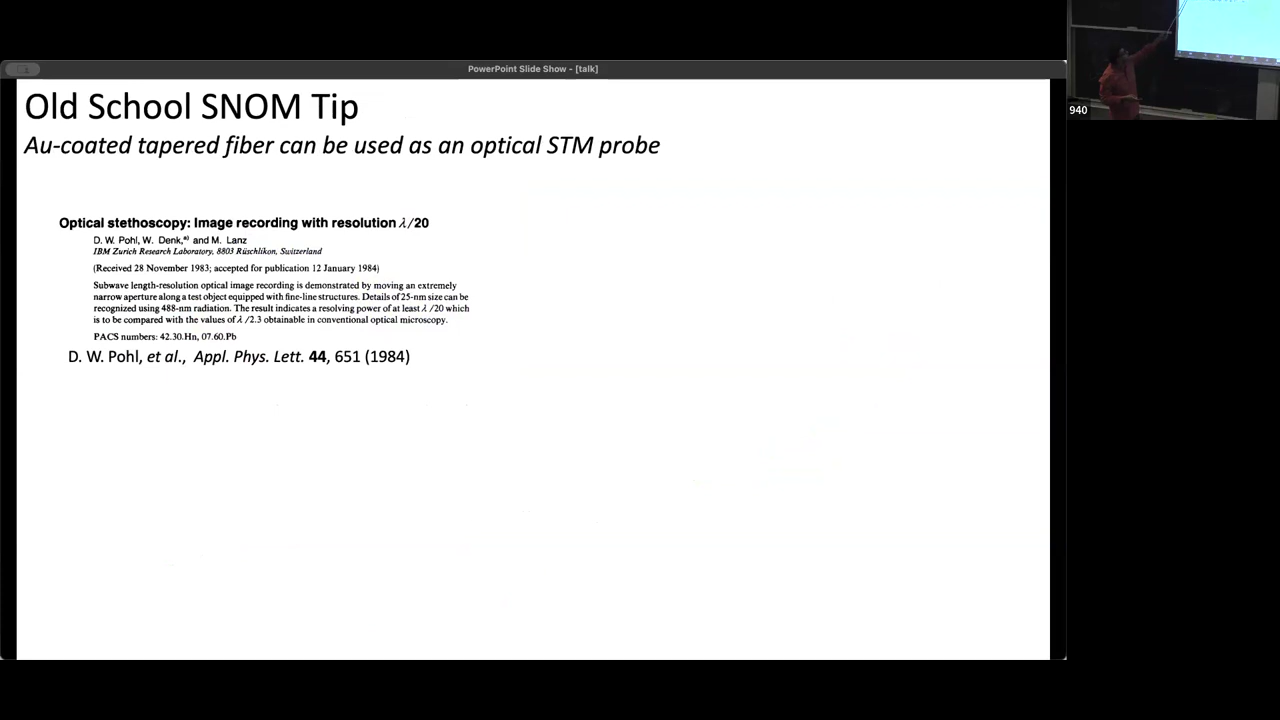 PowerPoint Slide Show - [talk]
940
Old School SNOM Tip
Au-coated tapered fiber can be used as an optical STM probe
Optical stethoscopy: Image recording with resolution λ/20
D. W. Pohl, W. Denk,a) and M. Lanz
IBM Zurich Research Laboratory, 8803 Rüschlikon, Switzerland
(Received 28 November 1983; accepted for publication 12 January 1984)
Subwave length-resolution optical image recording is demonstrated by moving an extremely
narrow aperture along a test object equipped with fine-line structures. Details of 25-nm size can be
recognized using 488-nm radiation. The result indicates a resolving power of at least λ/20 which
is to be compared with the values of λ/2.3 obtainable in conventional optical microscopy.
PACS numbers: 42.30.Hn, 07.60.Pb
D. W. Pohl, et al., Appl. Phys. Lett. 44, 651 (1984)